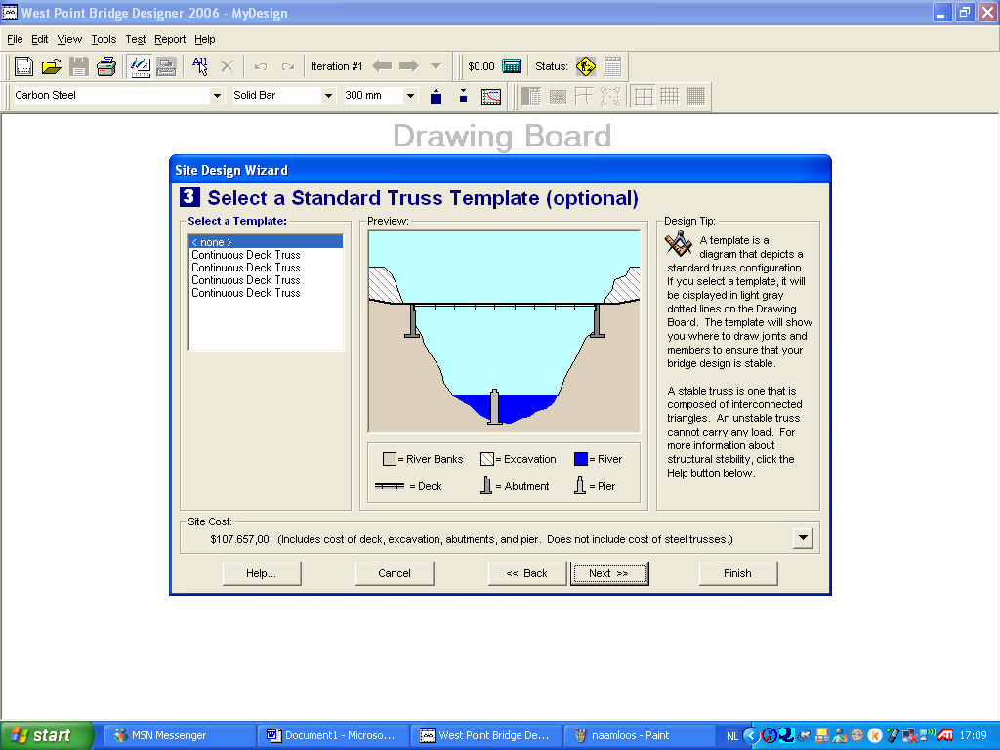 West Point Bridge Designer 2006 - MyDesign
File Edit View Tools Test Report Help
Iteration #1 $0.00 Status:
Carbon Steel Solid Bar 300 mm
Drawing Board
Site Design Wizard
3 Select a Standard Truss Template (optional)
Select a Template:
< none >
Continuous Deck Truss
Continuous Deck Truss
Continuous Deck Truss
Continuous Deck Truss
Preview:
= River Banks = Excavation = River
= Deck = Abutment = Pier
Design Tip:
A template is a
diagram that depicts a
standard truss configuration.
If you select a template, it will
be displayed in light gray
dotted lines on the Drawing
Board. The template will show
you where to draw joints and
members to ensure that your
bridge design is stable.
A stable truss is one that is
composed of interconnected
triangles. An unstable truss
cannot carry any load. For
more information about
structural stability, click the
Help button below.
Site Cost:
$107.657,00 (Includes cost of deck, excavation, abutments, and pier. Does not include cost of steel trusses.)
Help... Cancel << Back Next >> Finish
start MSN Messenger Document1 - Microso... West Point Bridge De... naamloos - Paint NL 17:09